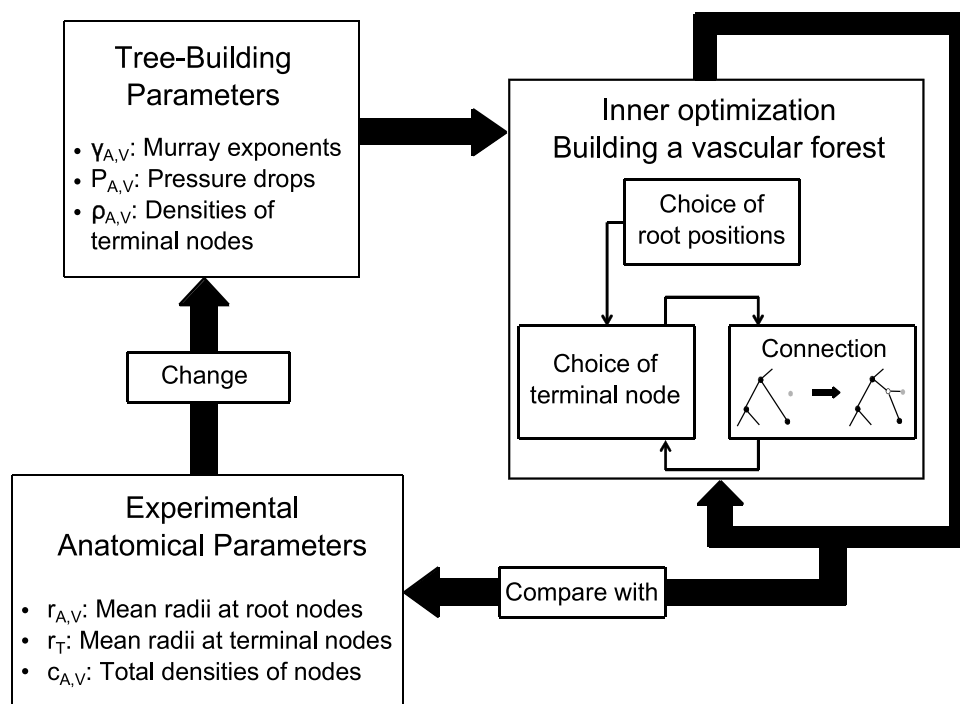 Tree-Building
Parameters
• γA,V: Murray exponents
• PA,V: Pressure drops
• ρA,V: Densities of
terminal nodes
Inner optimization
Building a vascular forest
Choice of
root positions
Choice of
terminal node
Connection
Change
Experimental
Anatomical Parameters
• rA,V: Mean radii at root nodes
• rT: Mean radii at terminal nodes
• cA,V: Total densities of nodes
Compare with